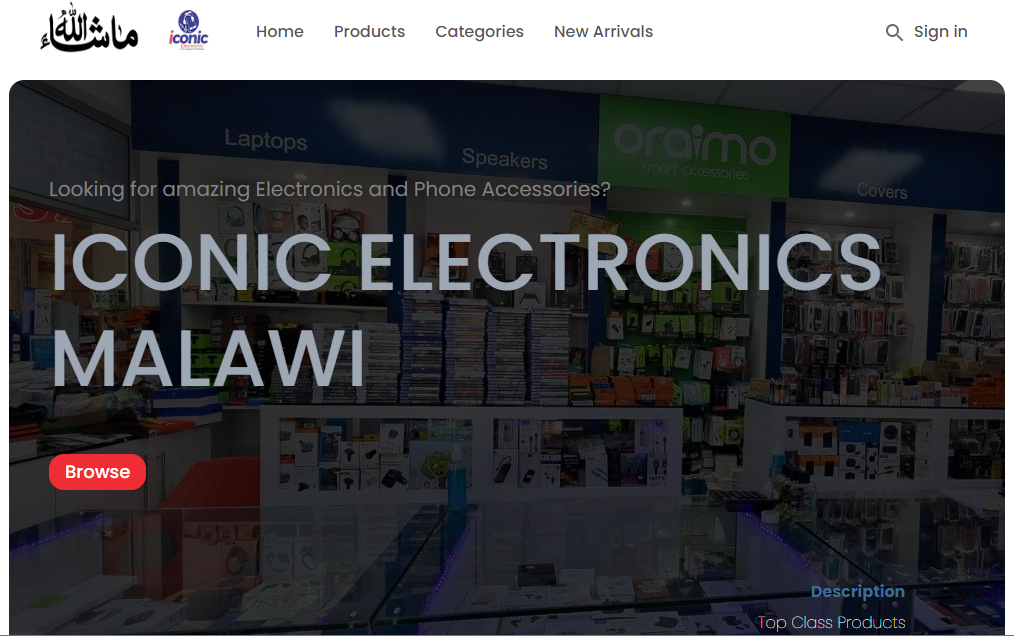 ماشاءالله
iconic
Electronic
Home
Products
Categories
New Arrivals
Sign in
Laptops
Speakers
oraimo
smart accessories
Covers
Looking for amazing Electronics and Phone Accessories?
ICONIC ELECTRONICS
MALAWI
Browse
Description
Top Class Products